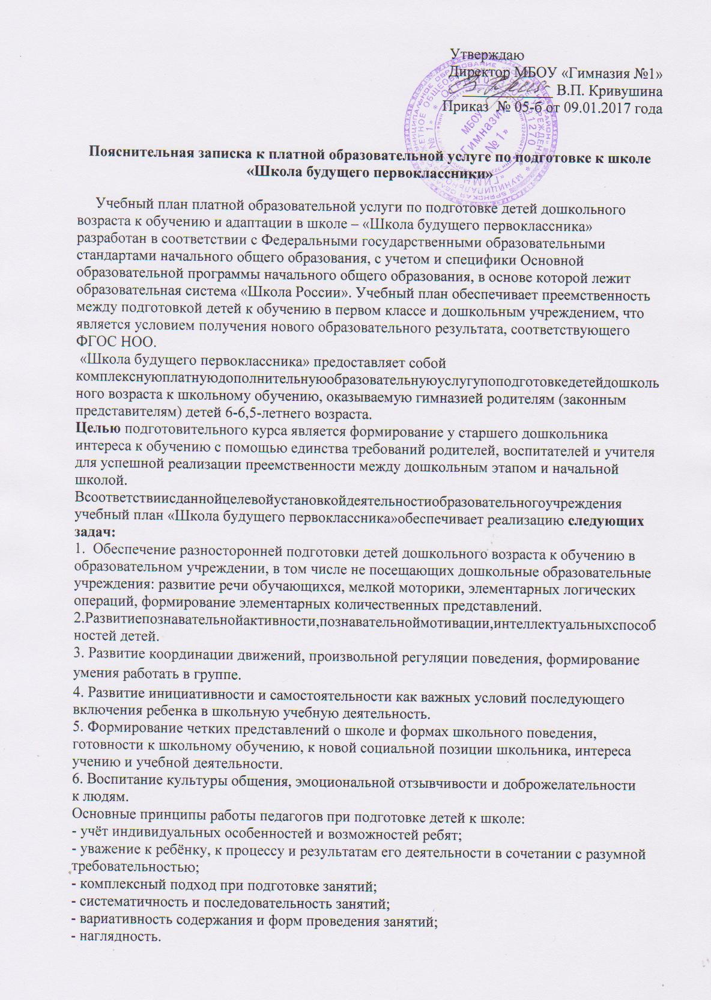 Утверждаю
Директор МБОУ «Гимназия №1»
____________ В.П. Кривушина
Приказ № 05-б от 09.01.2017 года
МБОУ
«Гимназия
№1»
Пояснительная записка к платной образовательной услуге по подготовке к школе
«Школа будущего первоклассники»
Учебный план платной образовательной услуги по подготовке детей дошкольного
возраста к обучению и адаптации в школе – «Школа будущего первоклассника»
разработан в соответствии с Федеральными государственными образовательными
стандартами начального общего образования, с учетом и специфики Основной
образовательной программы начального общего образования, в основе которой лежит
образовательная система «Школа России». Учебный план обеспечивает преемственность
между подготовкой детей к обучению в первом классе и дошкольным учреждением, что
является условием получения нового образовательного результата, соответствующего
ФГОС НОО.
«Школа будущего первоклассника» предоставляет собой
комплекснуюплатнуюдополнительнуюобразовательнуюуслугупоподготовкедетейдошколь
ного возраста к школьному обучению, оказываемую гимназией родителям (законным
представителям) детей 6-6,5-летнего возраста.
Целью подготовительного курса является формирование у старшего дошкольника
интереса к обучению с помощью единства требований родителей, воспитателей и учителя
для успешной реализации преемственности между дошкольным этапом и начальной
школой.
Всоответствиисданнойцелевойустановкойдеятельностиобразовательногоучреждения
учебный план «Школа будущего первоклассника»обеспечивает реализацию следующих
задач:
1. Обеспечение разносторонней подготовки детей дошкольного возраста к обучению в
образовательном учреждении, в том числе не посещающих дошкольные образовательные
учреждения: развитие речи обучающихся, мелкой моторики, элементарных логических
операций, формирование элементарных количественных представлений.
2.Развитиепознавательнойактивности,познавательноймотивации,интеллектуальныхспособ
ностей детей.
3. Развитие координации движений, произвольной регуляции поведения, формирование
умения работать в группе.
4. Развитие инициативности и самостоятельности как важных условий последующего
включения ребенка в школьную учебную деятельность.
5. Формирование четких представлений о школе и формах школьного поведения,
готовности к школьному обучению, к новой социальной позиции школьника, интереса
учению и учебной деятельности.
6. Воспитание культуры общения, эмоциональной отзывчивости и доброжелательности
к людям.
Основные принципы работы педагогов при подготовке детей к школе:
- учёт индивидуальных особенностей и возможностей ребят;
- уважение к ребёнку, к процессу и результатам его деятельности в сочетании с разумной
требовательностью;
- комплексный подход при подготовке занятий;
- систематичность и последовательность занятий;
- вариативность содержания и форм проведения занятий;
- наглядность.